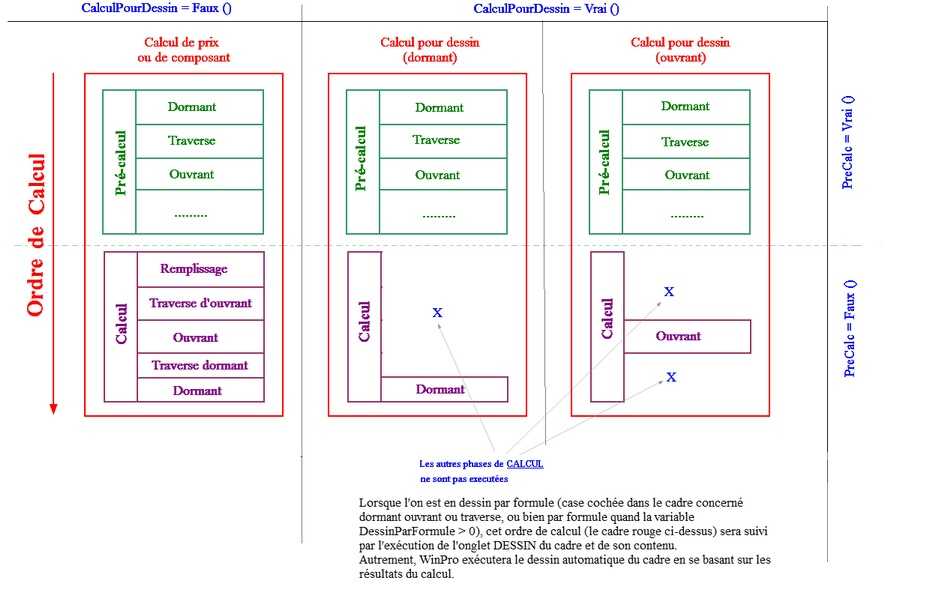 CalculPourDessin = Faux ()
CalculPourDessin = Vrai ()
Calcul de prix
ou de composant
Calcul pour dessin
(dormant)
Calcul pour dessin
(ouvrant)
Ordre de Calcul
Pré-calcul
Dormant
Traverse
Ouvrant
.........
Pré-calcul
Dormant
Traverse
Ouvrant
.........
Pré-calcul
Dormant
Traverse
Ouvrant
.........
PreCalc = Vrai ()
Calcul
Remplissage
Traverse d'ouvrant
Ouvrant
Traverse dormant
Dormant
Calcul
X
Dormant
Calcul
X
Ouvrant
X
PreCalc = Faux ()
Les autres phases de CALCUL
ne sont pas executées
Lorsque l'on est en dessin par formule (case cochée dans le cadre concerné
dormant ouvrant ou traverse, ou bien par formule quand la variable
DessinParFormule > 0), cet ordre de calcul (le cadre rouge ci-dessus) sera suivi
par l'exécution de l'onglet DESSIN du cadre et de son contenu.
Autrement, WinPro exécutera le dessin automatique du cadre en se basant sur les
résultats du calcul.